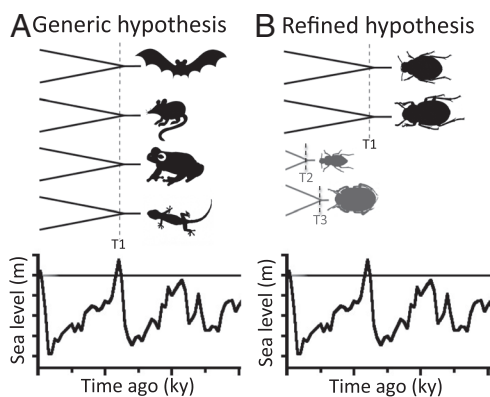 A Generic hypothesis
T1
Sea level (m)
Time ago (ky)
B Refined hypothesis
T1
T2
T3
Sea level (m)
Time ago (ky)